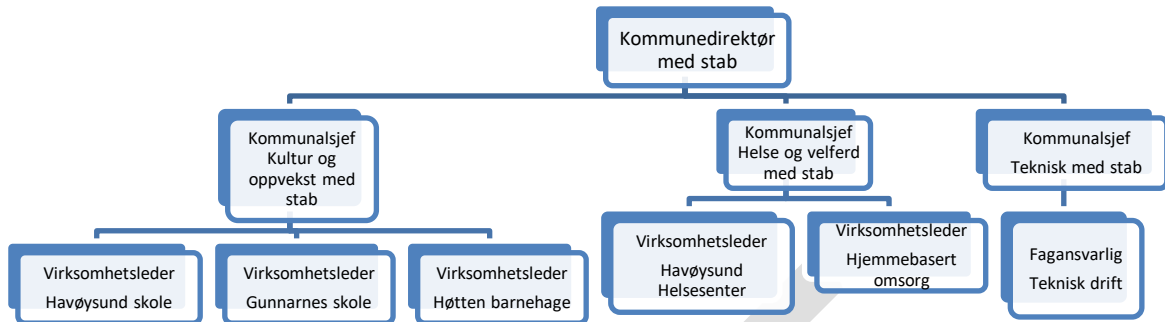 Kommunedirektør
med stab
Kommunalsjef
Kultur og
oppvekst med
stab
Kommunalsjef
Helse og velferd
med stab
Kommunalsjef
Teknisk med stab
Virksomhetsleder
Havøysund skole
Virksomhetsleder
Gunnarnes skole
Virksomhetsleder
Høtten barnehage
Virksomhetsleder
Havøysund
Helsesenter
Virksomhetsleder
Hjemmebasert
omsorg
Fagansvarlig
Teknisk drift